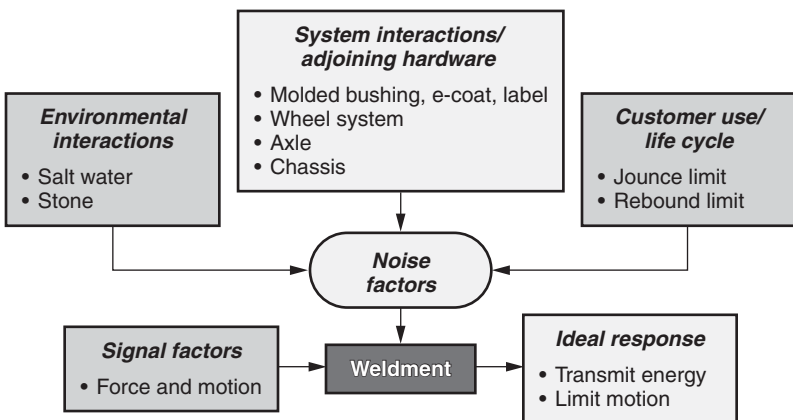 System interactions/
adjoining hardware
• Molded bushing, e-coat, label
• Wheel system
• Axle
• Chassis
Environmental
interactions
• Salt water
• Stone
Customer use/
life cycle
• Jounce limit
• Rebound limit
Noise
factors
Signal factors
• Force and motion
Weldment
Ideal response
• Transmit energy
• Limit motion